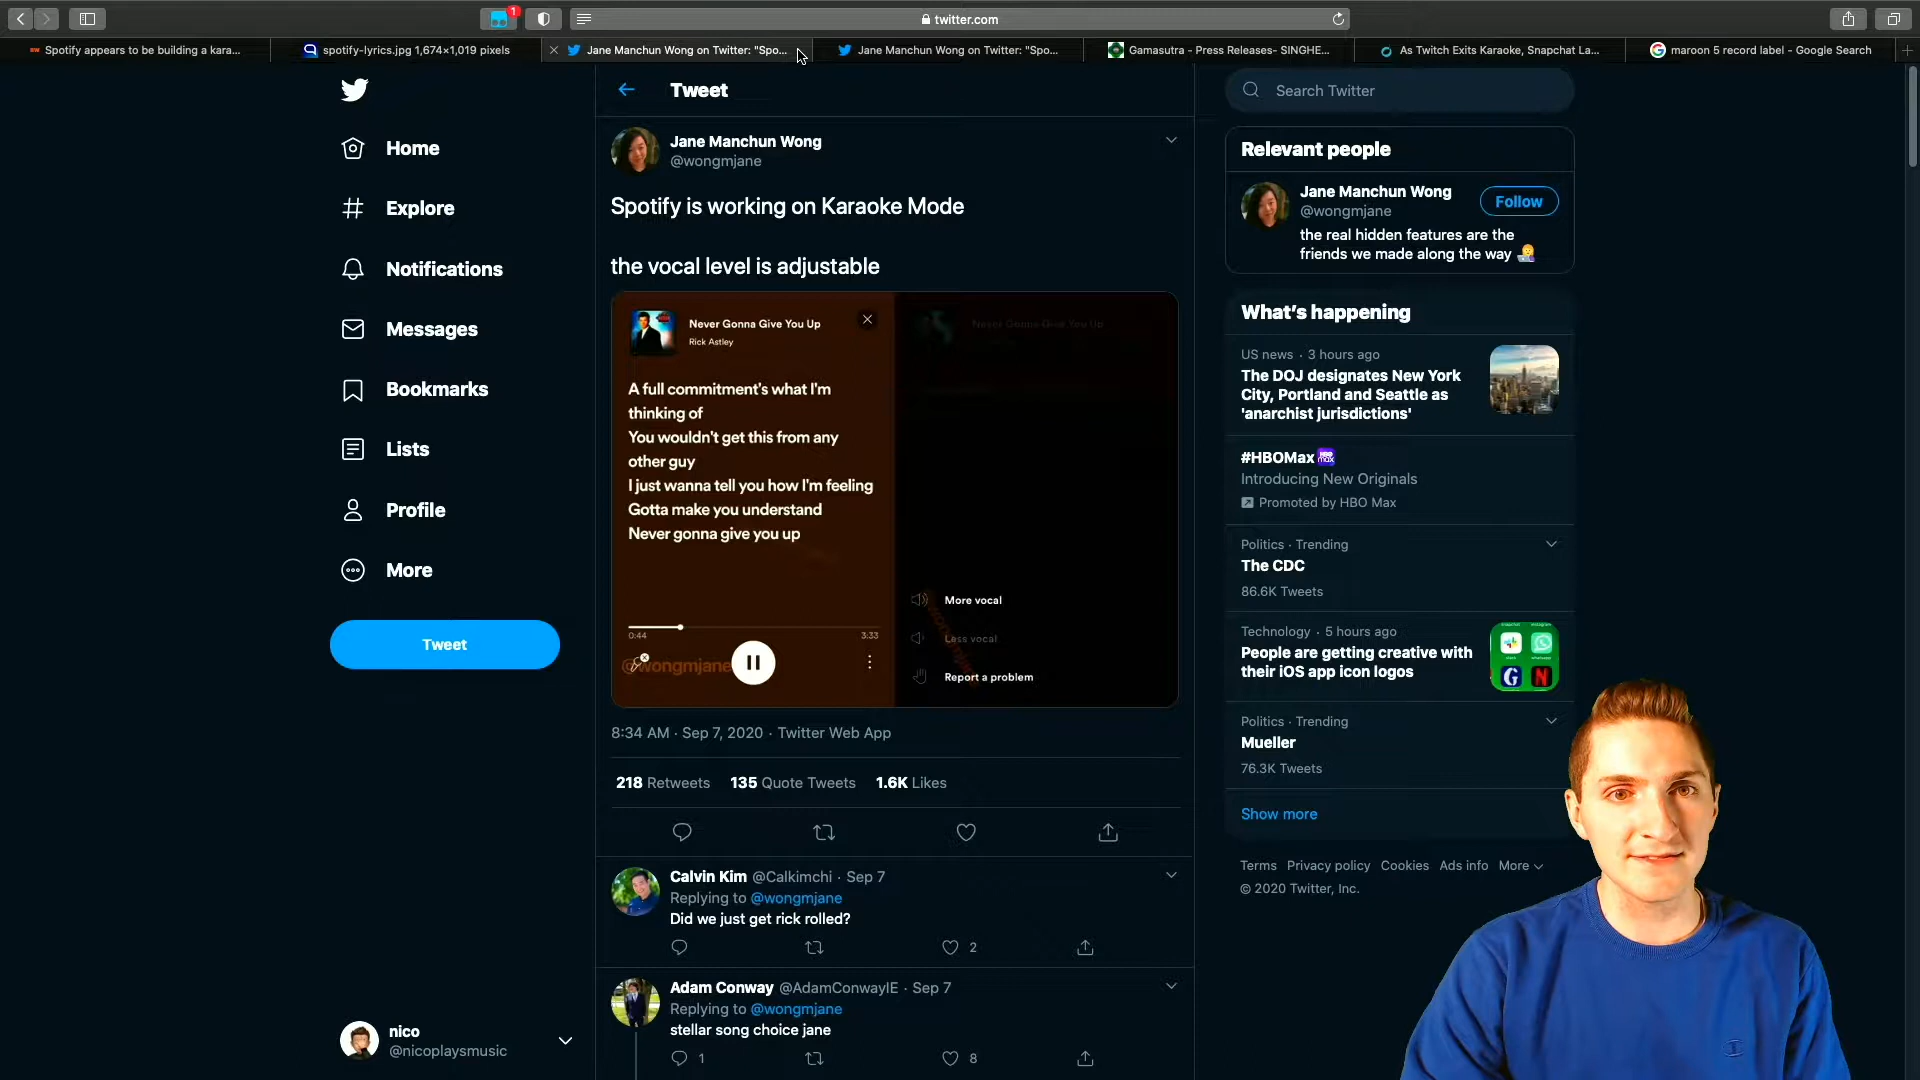 1
twitter.com
Spotify appears to be building a kara...
spotify-lyrics.jpg 1,674×1,019 pixels
Jane Manchun Wong on Twitter: "Spo...
Jane Manchun Wong on Twitter: "Spo...
Gamasutra - Press Releases- SINGHE...
As Twitch Exits Karaoke, Snapchat La...
maroon 5 record label - Google Search
Home
Explore
Notifications
Messages
Bookmarks
Lists
Profile
More
Tweet
nico
@nicoplaysmusic
Tweet
Jane Manchun Wong
@wongmjane
Spotify is working on Karaoke Mode
the vocal level is adjustable
Never Gonna Give You Up
Rick Astley
A full commitment's what I'm
thinking of
You wouldn't get this from any
other guy
I just wanna tell you how I'm feeling
Gotta make you understand
Never gonna give you up
0:44
3:33
@wongmjane
Never Gonna Give You Up
More vocal
Less vocal
Report a problem
8:34 AM · Sep 7, 2020 · Twitter Web App
218 Retweets 135 Quote Tweets 1.6K Likes
Calvin Kim @Calkimchi · Sep 7
Replying to @wongmjane
Did we just get rick rolled?
2
Adam Conway @AdamConwayIE · Sep 7
Replying to @wongmjane
stellar song choice jane
1
8
Search Twitter
Relevant people
Jane Manchun Wong
@wongmjane
Follow
the real hidden features are the
friends we made along the way
What's happening
US news · 3 hours ago
The DOJ designates New York
City, Portland and Seattle as
'anarchist jurisdictions'
#HBOMax
Introducing New Originals
Promoted by HBO Max
Politics · Trending
The CDC
86.6K Tweets
Technology · 5 hours ago
People are getting creative with
their iOS app icon logos
Politics · Trending
Mueller
76.3K Tweets
Show more
Terms Privacy policy Cookies Ads info More
© 2020 Twitter, Inc.